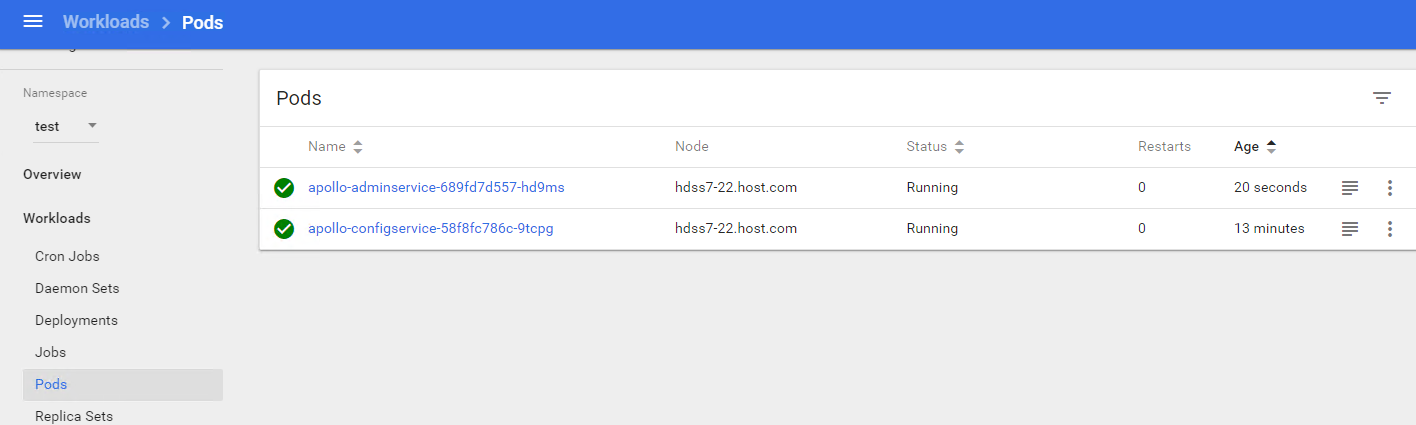 Workloads > Pods
Namespace
test
Overview
Workloads
Cron Jobs
Daemon Sets
Deployments
Jobs
Pods
Replica Sets
Pods
Name Node Status Restarts Age
apollo-adminservice-689fd7d557-hd9ms hdss7-22.host.com Running 0 20 seconds
apollo-configservice-58f8fc786c-9tcpg hdss7-22.host.com Running 0 13 minutes